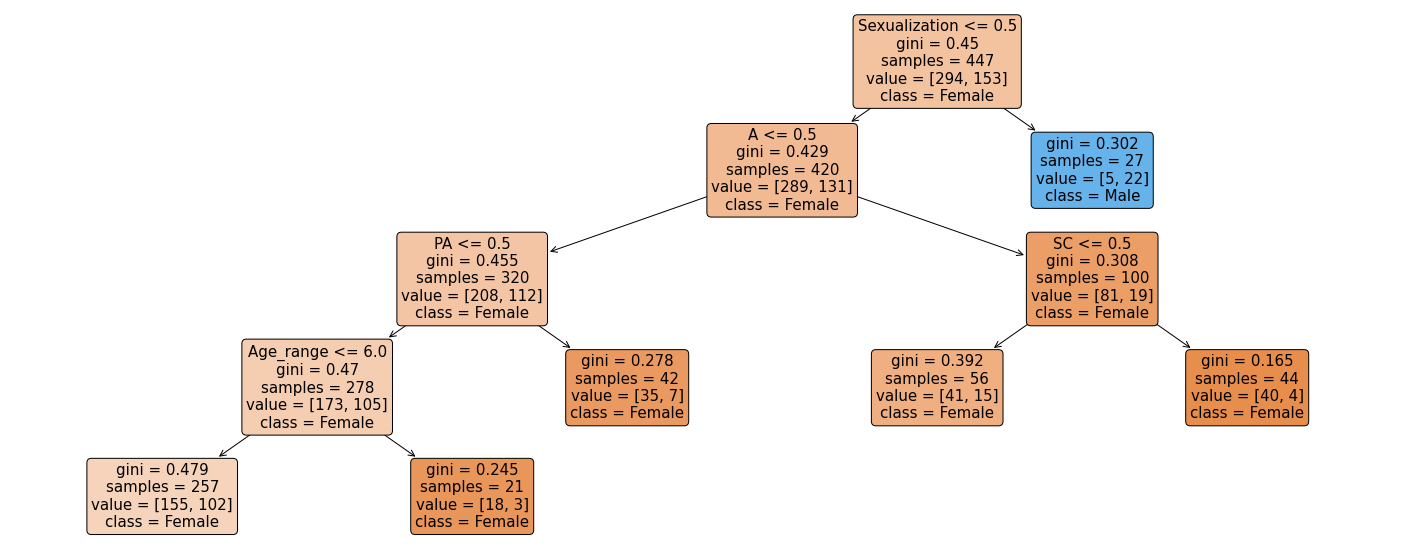 Sexualization <= 0.5
gini = 0.45
samples = 447
value = [294, 153]
class = Female
A <= 0.5
gini = 0.429
samples = 420
value = [289, 131]
class = Female
gini = 0.302
samples = 27
value = [5, 22]
class = Male
PA <= 0.5
gini = 0.455
samples = 320
value = [208, 112]
class = Female
SC <= 0.5
gini = 0.308
samples = 100
value = [81, 19]
class = Female
Age_range <= 6.0
gini = 0.47
samples = 278
value = [173, 105]
class = Female
gini = 0.278
samples = 42
value = [35, 7]
class = Female
gini = 0.392
samples = 56
value = [41, 15]
class = Female
gini = 0.165
samples = 44
value = [40, 4]
class = Female
gini = 0.479
samples = 257
value = [155, 102]
class = Female
gini = 0.245
samples = 21
value = [18, 3]
class = Female